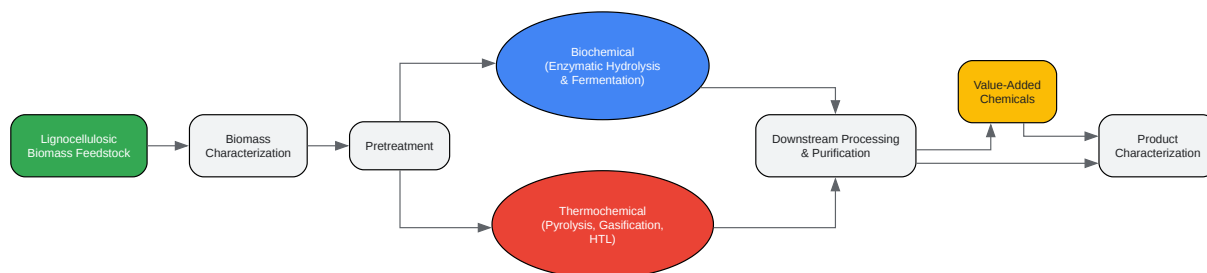 Lignocellulosic
Biomass Feedstock
Biomass
Characterization
Pretreatment
Biochemical
(Enzymatic Hydrolysis
& Fermentation)
Thermochemical
(Pyrolysis, Gasification,
HTL)
Downstream Processing
& Purification
Value-Added
Chemicals
Product
Characterization